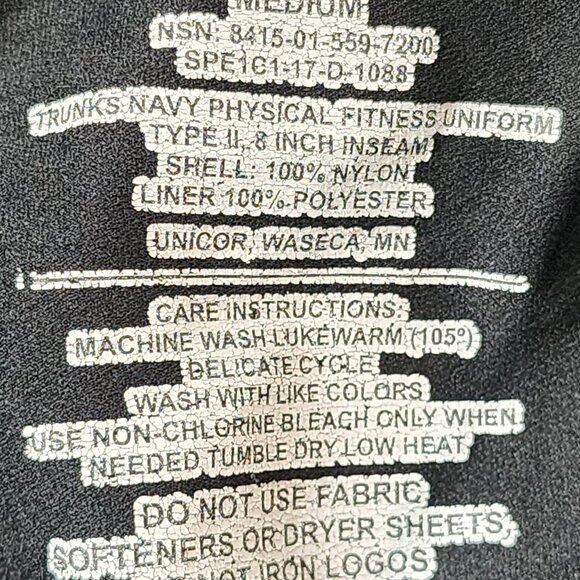 MEDIUM
NSN: 8415-01-559-7200
SPE1C1-17-D-1088
TRUNKS NAVY PHYSICAL FITNESS UNIFORM
TYPE II, 8 INCH INSEAM
SHELL: 100% NYLON
LINER 100% POLYESTER
UNICOR, WASECA, MN
CARE INSTRUCTIONS:
MACHINE WASH LUKEWARM (105°)
DELICATE CYCLE
WASH WITH LIKE COLORS
USE NON-CHLORINE BLEACH ONLY WHEN
NEEDED TUMBLE DRY LOW HEAT
DO NOT USE FABRIC
SOFTENERS OR DRYER SHEETS,
NOT IRON LOGOS